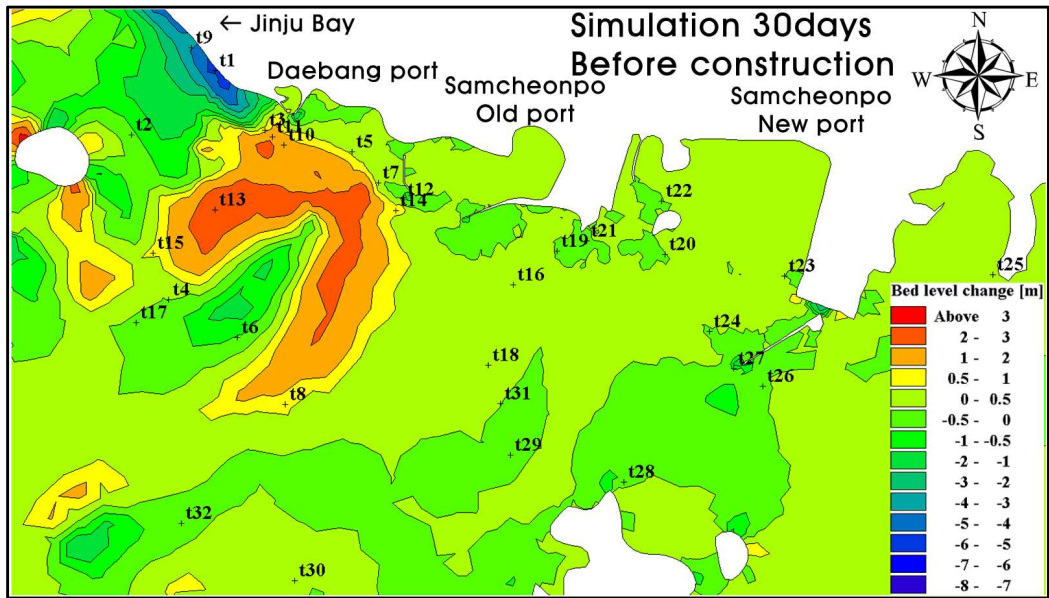 ← Jinju Bay
Simulation 30days
Before construction
Daebang port
Samcheonpo
Old port
Samcheonpo
New port
N
W
E
S
t9
t1
t2
t3
t11
t10
t5
t7
t12
t14
t13
t15
t4
t17
t6
t8
t16
t18
t31
t29
t19
t21
t22
t20
t23
t24
t25
t27
t26
t28
t32
t30
Bed level change [m]
Above 3
2 - 3
1 - 2
0.5 - 1
0 - 0.5
-0.5 - 0
-1 - -0.5
-2 - -1
-3 - -2
-4 - -3
-5 - -4
-6 - -5
-7 - -6
-8 - -7